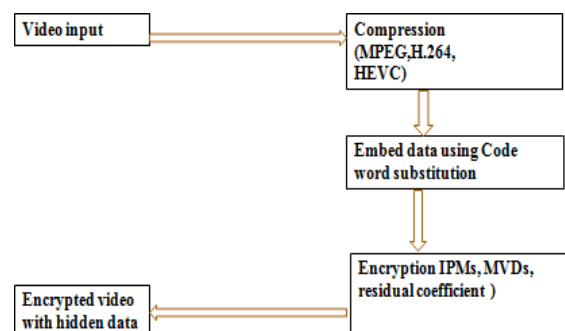 Video input
Compression
(MPEG,H.264,
HEVC)
Embed data using Code
word substitution
Encryption IPMs, MVDs,
residual coefficient )
Encrypted video
with hidden data